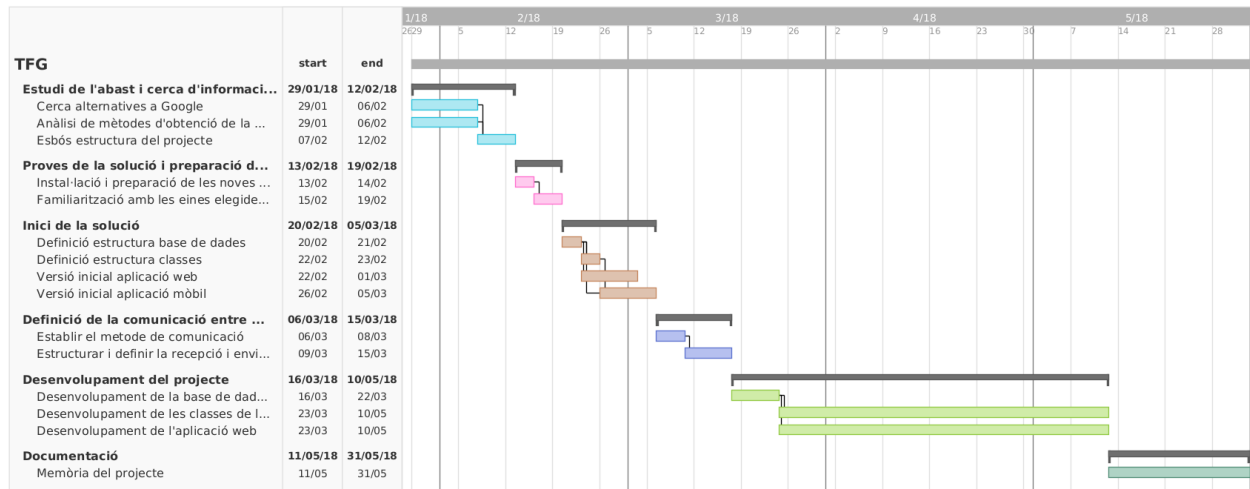 1/18 2/18 3/18 4/18 5/18
26 29 5 12 19 26 5 12 19 26 2 9 16 23 30 7 14 21 28
TFG start end
Estudi de l'abast i cerca d'informaci... 29/01/18 12/02/18
Cerca alternatives a Google 29/01 06/02
Anàlisi de mètodes d'obtenció de la ... 29/01 06/02
Esbós estructura del projecte 07/02 12/02
Proves de la solució i preparació d... 13/02/18 19/02/18
Instal·lació i preparació de les noves ... 13/02 14/02
Familiarització amb les eines elegide... 15/02 19/02
Inici de la solució 20/02/18 05/03/18
Definició estructura base de dades 20/02 21/02
Definició estructura classes 22/02 23/02
Versió inicial aplicació web 22/02 01/03
Versió inicial aplicació mòbil 26/02 05/03
Definició de la comunicació entre ... 06/03/18 15/03/18
Establir el metode de comunicació 06/03 08/03
Estructurar i definir la recepció i envi... 09/03 15/03
Desenvolupament del projecte 16/03/18 10/05/18
Desenvolupament de la base de dad... 16/03 22/03
Desenvolupament de les classes de l... 23/03 10/05
Desenvolupament de l'aplicació web 23/03 10/05
Documentació 11/05/18 31/05/18
Memòria del projecte 11/05 31/05